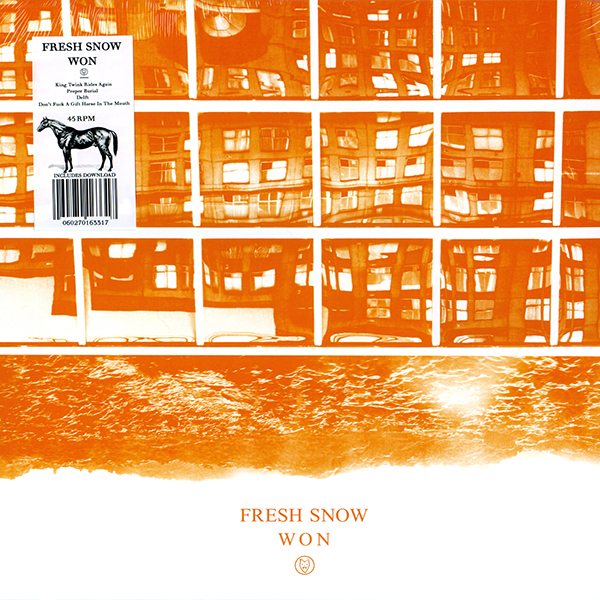 FRESH SNOW
WON
King Twink Rides Again
Proper Burial
Delft
Don't Fuck A Gift Horse In The Mouth
45 RPM
INCLUDES DOWNLOAD
060270165517
FRESH SNOW
WON